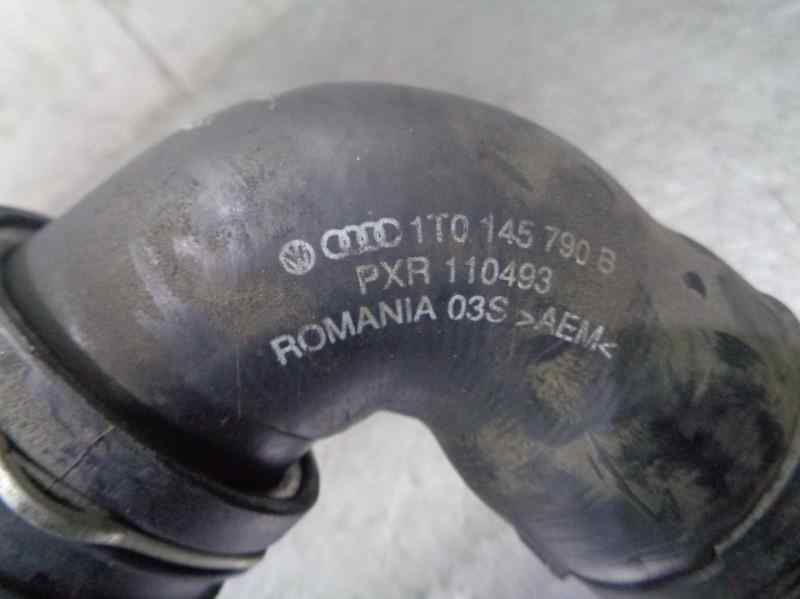 1T0 145 790 B
PXR 110493
ROMANIA 03S >AEM<